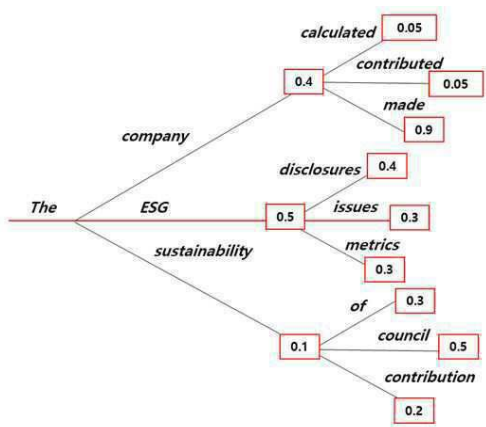 calculated
0.05
contributed
0.05
0.4
made
0.9
company
disclosures
0.4
The
ESG
0.5
issues
0.3
metrics
0.3
sustainability
of
0.3
0.1
council
0.5
contribution
0.2